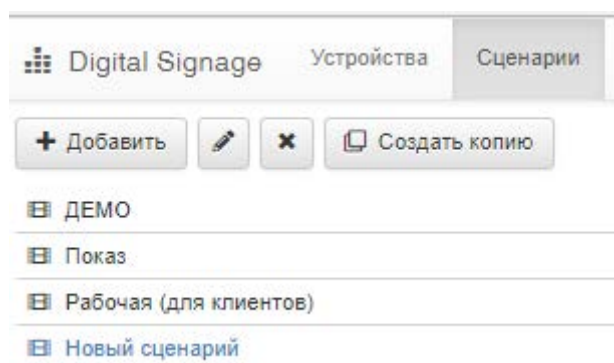 Digital Signage Устройства Сценарии
Добавить Создать копию
ДЕМО
Показ
Рабочая (для клиентов)
Новый сценарий